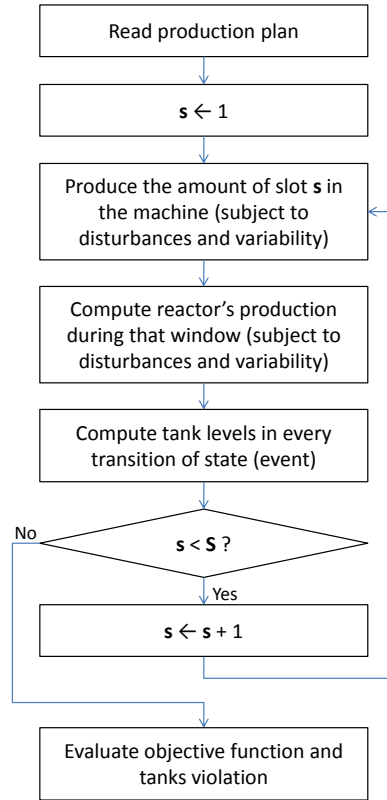 Read production plan
s ← 1
Produce the amount of slot s in
the machine (subject to
disturbances and variability)
Compute reactor's production
during that window (subject to
disturbances and variability)
Compute tank levels in every
transition of state (event)
No
s < S ?
Yes
s ← s + 1
Evaluate objective function and
tanks violation